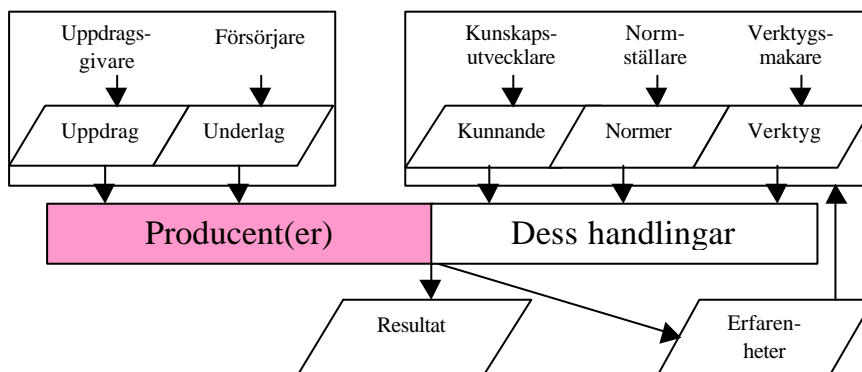 Uppdrags-
givare
Försörjare
Kunskaps-
utvecklare
Norm-
ställare
Verktygs-
makare
Uppdrag
Underlag
Kunnande
Normer
Verktyg
Producent(er)
Dess handlingar
Resultat
Erfaren-
heter